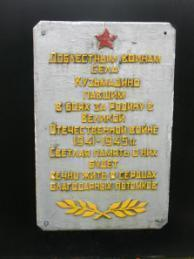 Доблестным воинам
села
Кузьмадино
павшим
в боях за Родину в
Великой
Отечественной войне
1941-1945 гг.
Светлая память о них
будет
вечно жить в сердцах
благодарных потомков